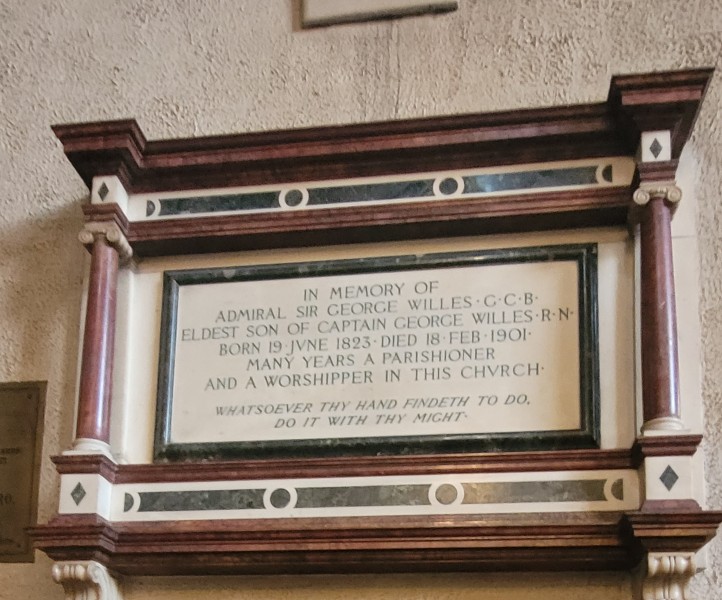 IN MEMORY OF
ADMIRAL SIR GEORGE WILLES·G·C·B·
ELDEST SON OF CAPTAIN GEORGE WILLES·R·N·
BORN 19·JVNE 1823·DIED 18·FEB·1901·
MANY YEARS A PARISHIONER
AND A WORSHIPPER IN THIS CHVRCH·
WHATSOEVER THY HAND FINDETH TO DO,
DO IT WITH THY MIGHT·